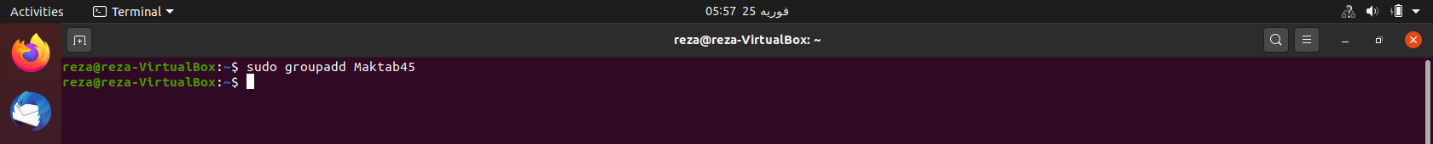 Activities Terminal 05:57 25 فوریه
reza@reza-VirtualBox: ~
reza@reza-VirtualBox:~$ sudo groupadd Maktab45
reza@reza-VirtualBox:~$